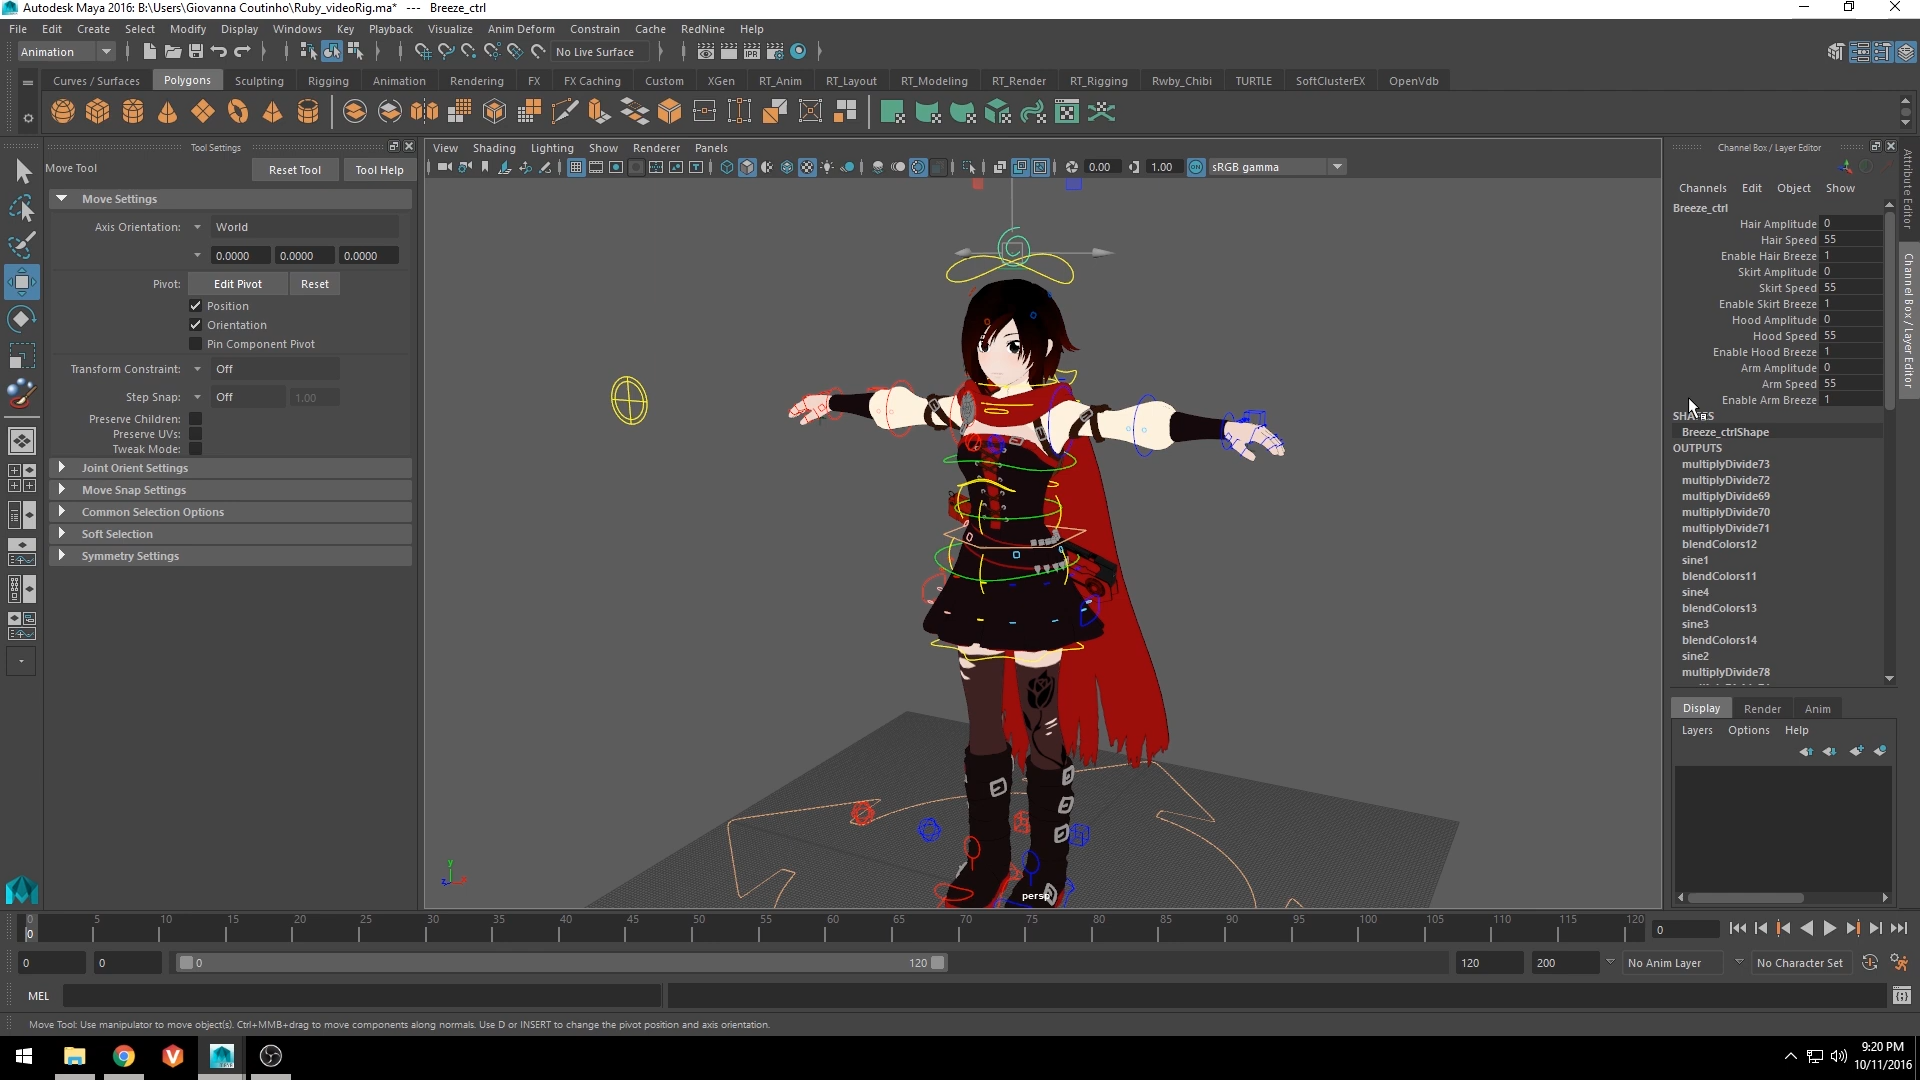 Autodesk Maya 2016: B:\Users\Giovanna Coutinho\Ruby_videoRig.ma* --- Breeze_ctrl
File Edit Create Select Modify Display Windows Key Playback Visualize Anim Deform Constrain Cache RedNine Help
Animation No Live Surface
Curves / Surfaces Polygons Sculpting Rigging Animation Rendering FX FX Caching Custom XGen RT_Anim RT_Layout RT_Modeling RT_Render RT_Rigging Rwby_Chibi TURTLE SoftClusterEX OpenVdb
Tool Settings
Move Tool Reset Tool Tool Help
Move Settings
Axis Orientation: World
0.0000 0.0000 0.0000
Pivot: Edit Pivot Reset
Position
Orientation
Pin Component Pivot
Transform Constraint: Off
Step Snap: Off 1.00
Preserve Children:
Preserve UVs:
Tweak Mode:
Joint Orient Settings
Move Snap Settings
Common Selection Options
Soft Selection
Symmetry Settings
View Shading Lighting Show Renderer Panels
0.00 1.00 ON sRGB gamma
y
z
persp
Channel Box / Layer Editor
Channels Edit Object Show
Breeze_ctrl
Hair Amplitude 0
Hair Speed 55
Enable Hair Breeze 1
Skirt Amplitude 0
Skirt Speed 55
Enable Skirt Breeze 1
Hood Amplitude 0
Hood Speed 55
Enable Hood Breeze 1
Arm Amplitude 0
Arm Speed 55
Enable Arm Breeze 1
SHAPES
Breeze_ctrlShape
OUTPUTS
multiplyDivide73
multiplyDivide72
multiplyDivide69
multiplyDivide70
multiplyDivide71
blendColors12
sine1
blendColors11
sine4
blendColors13
sine3
blendColors14
sine2
multiplyDivide78
Attribute Editor
Channel Box / Layer Editor
Display Render Anim
Layers Options Help
0 5 10 15 20 25 30 35 40 45 50 55 60 65 70 75 80 85 90 95 100 105 110 115 120
0 0
0 0 0 120 120 200 No Anim Layer No Character Set
MEL
Move Tool: Use manipulator to move object(s). Ctrl+MMB+drag to move components along normals. Use D or INSERT to change the pivot position and axis orientation.
9:20 PM
10/11/2016